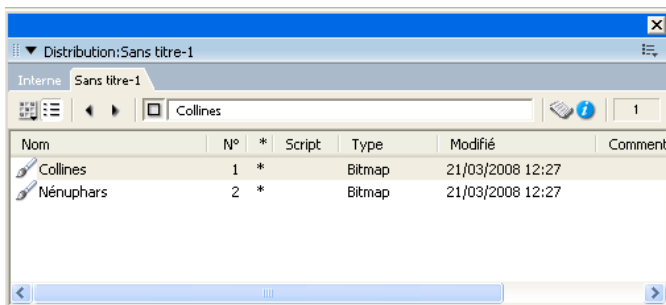 Distribution:Sans titre-1
Interne Sans titre-1
Collines 1
Nom N° * Script Type Modifié Comment
Collines 1 * Bitmap 21/03/2008 12:27
Nénuphars 2 * Bitmap 21/03/2008 12:27